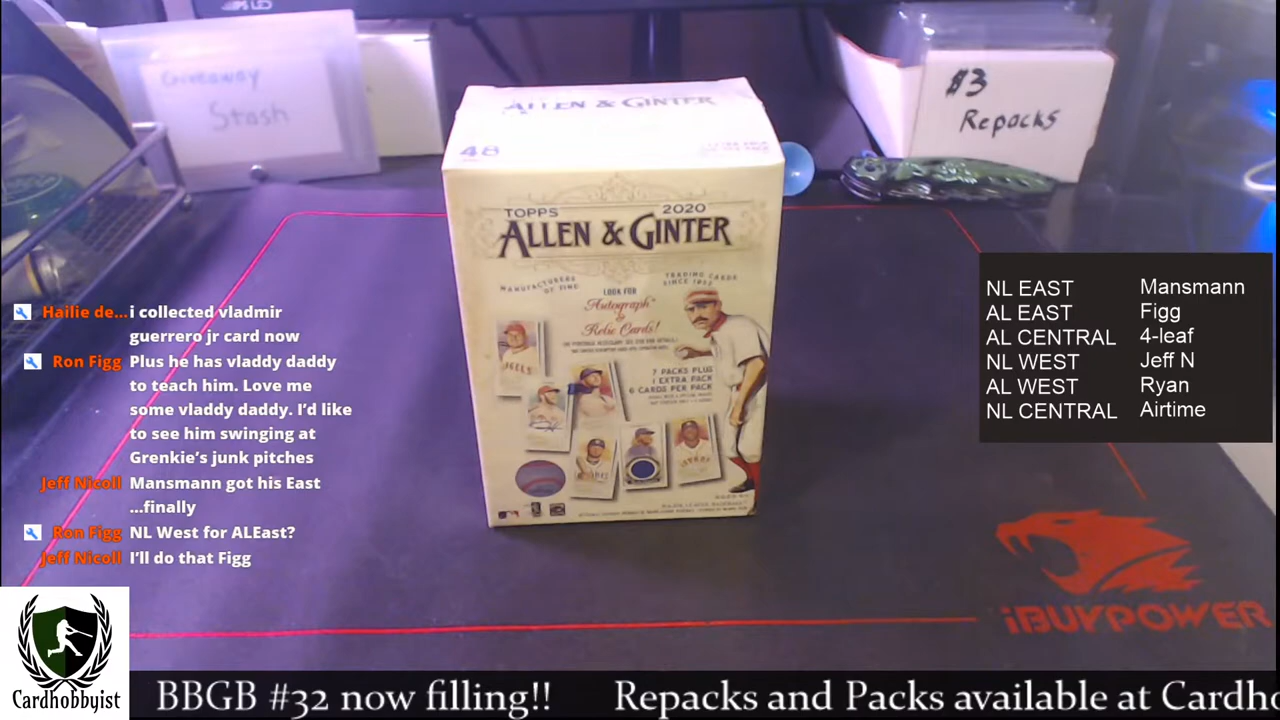 Giveaway
Stash
#3
Repacks
ALLEN & GINTER
48
TOPPS 2020
ALLEN & GINTER
MANUFACTURERS OF FINE
TRADING CARDS SINCE
LOOK FOR
Autograph
&
Relic Cards!
7 PACKS PLUS
1 EXTRA PACK
6 CARDS PER PACK
NL EAST Mansmann
AL EAST Figg
AL CENTRAL 4-leaf
NL WEST Jeff N
AL WEST Ryan
NL CENTRAL Airtime
Hailie de... i collected vladmir
guerrero jr card now
Ron Figg Plus he has vladdy daddy
to teach him. Love me
some vladdy daddy. I'd like
to see him swinging at
Grenkie's junk pitches
Jeff Nicoll Mansmann got his East
...finally
Ron Figg NL West for ALEast?
Jeff Nicoll I'll do that Figg
iBUYPOWER
Cardhobbyist
BBGB #32 now filling!! Repacks and Packs available at Cardho